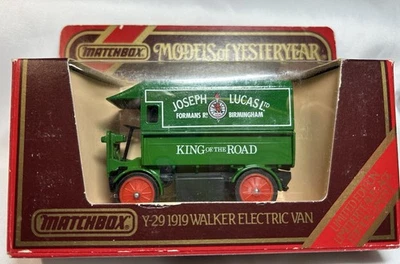 MATCHBOX
MODELS of YESTERYEAR
JOSEPH LUCAS LTD
FORMANS RD BIRMINGHAM
KING OF THE ROAD
MATCHBOX
Y-29 1919 WALKER ELECTRIC VAN